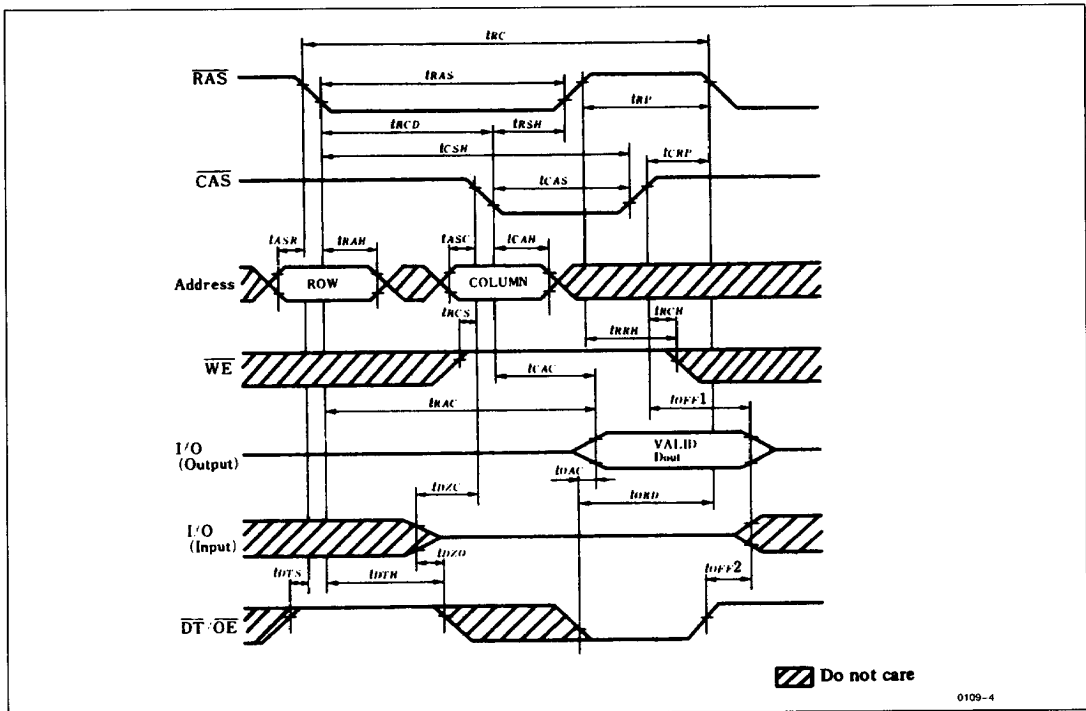 tRC
RAS
tRAS
tRP
tRCD
tRSH
tCSH
tCRP
CAS
tCAS
tASR
tRAH
tASC
tCAH
Address
ROW
COLUMN
tRCS
tRCH
tRRH
WE
tCAC
tRAC
tOFF1
I/O
(Output)
VALID
Dout
tOAC
tDZC
tORD
I/O
(Input)
tDZO
tOFF2
tDTS
tDTH
DT/OE
Do not care
0109-4